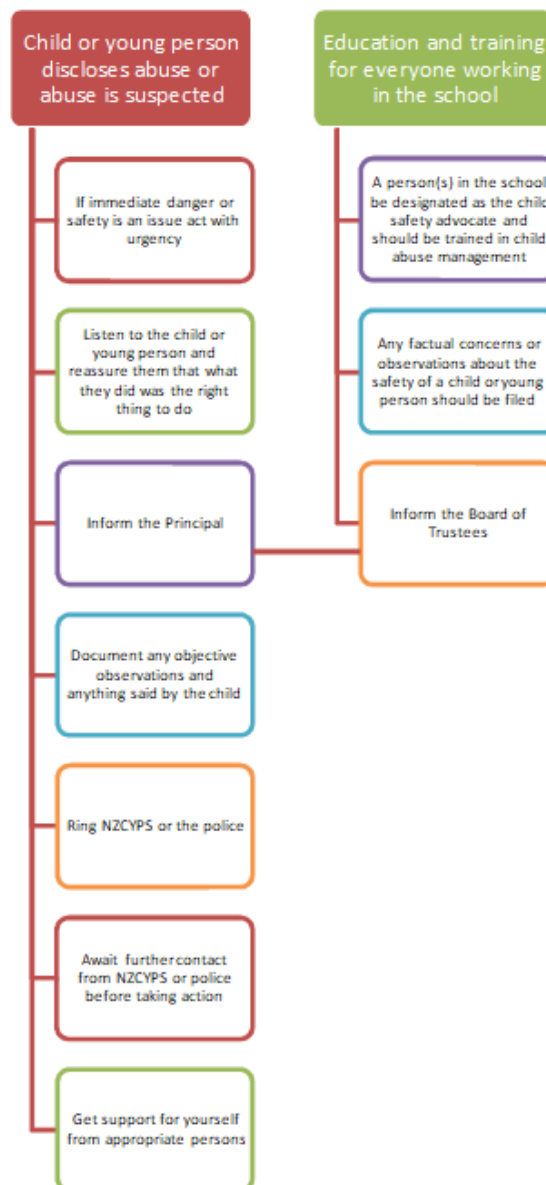 Child or young person
discloses abuse or
abuse is suspected
If immediate danger or
safety is an issue act with
urgency
Listen to the child or
young person and
reassure them that what
they did was the right
thing to do
Inform the Principal
Document any objective
observations and
anything said by the child
Ring NZCYPS or the police
Await further contact
from NZCYPS or police
before taking action
Get support for yourself
from appropriate persons
Education and training
for everyone working
in the school
A person(s) in the school
be designated as the child
safety advocate and
should be trained in child
abuse management
Any factual concerns or
observations about the
safety of a child or young
person should be filed
Inform the Board of
Trustees